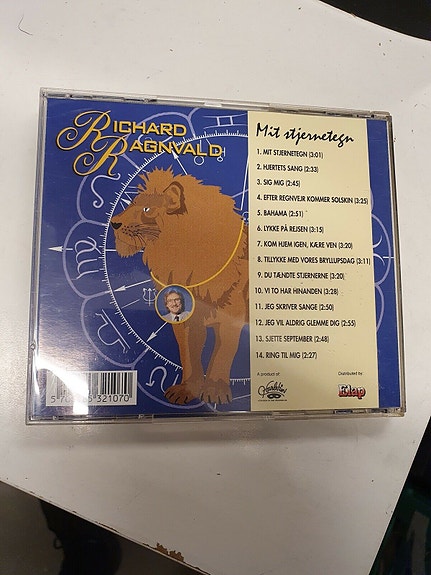 RICHARD
RAGNVALD
Mit stjernetegn
1. MIT STJERNETEGN (3:01)
2. HJERTETS SANG (2:33)
3. SIG MIG (2:45)
4. EFTER REGNVEJR KOMMER SOLSKIN (3:25)
5. BAHAMA (2:51)
6. LYKKE PÅ REJSEN (3:15)
7. KOM HJEM IGEN, KÆRE VEN (3:20)
8. TILLYKKE MED VORES BRYLLUPSDAG (3:11)
9. DU TÆNDTE STJERNERNE (3:20)
10. VI TO HAR HINANDEN (3:28)
11. JEG SKRIVER SANGE (2:50)
12. JEG VIL ALDRIG GLEMME DIG (2:55)
13. SJETTE SEPTEMBER (2:48)
14. RING TIL MIG (2:27)
A product of:
Distributed by:
Elap
321070